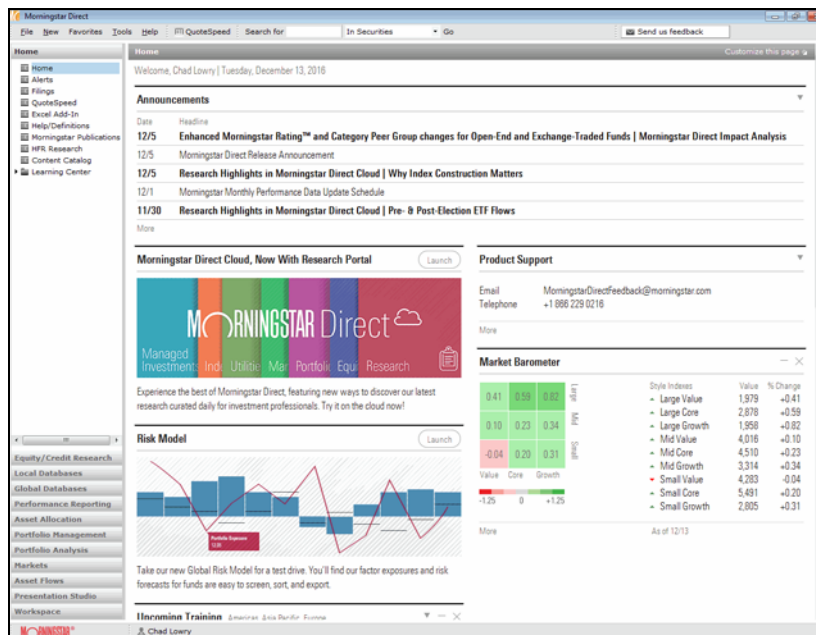 Morningstar Direct
File New Favorites Tools Help QuoteSpeed Search for In Securities Go Send us feedback
Home
Home
Alerts
Filings
QuoteSpeed
Excel Add-In
Help/Definitions
Morningstar Publications
HFR Research
Content Catalog
Learning Center
Equity/Credit Research
Local Databases
Global Databases
Performance Reporting
Asset Allocation
Portfolio Management
Portfolio Analysis
Markets
Asset Flows
Presentation Studio
Workspace
Home Customize this page
Welcome, Chad Lowry | Tuesday, December 13, 2016
Announcements
Date Headline
12/5 Enhanced Morningstar Rating™ and Category Peer Group changes for Open-End and Exchange-Traded Funds | Morningstar Direct Impact Analysis
12/5 Morningstar Direct Release Announcement
12/5 Research Highlights in Morningstar Direct Cloud | Why Index Construction Matters
12/1 Morningstar Monthly Performance Data Update Schedule
11/30 Research Highlights in Morningstar Direct Cloud | Pre- & Post-Election ETF Flows
More
Morningstar Direct Cloud, Now With Research Portal Launch
MORNINGSTAR Direct
Managed
Investments Ind Utilitie Mar Portfolio Equi Research
Experience the best of Morningstar Direct, featuring new ways to discover our latest
research curated daily for investment professionals. Try it on the cloud now!
Risk Model Launch
Portfolio Exposure
Take our new Global Risk Model for a test drive. You'll find our factor exposures and risk
forecasts for funds are easy to screen, sort, and export.
Upcoming Training Americas, Asia Pacific, Europe
Product Support
Email MorningstarDirectFeedback@morningstar.com
Telephone +1 866 229 0216
More
Market Barometer
0.41 0.59 0.82 Large
0.10 0.23 0.34 Mid
-0.04 0.20 0.31 Small
Value Core Growth
-1.25 0 +1.25
Style Indexes Value % Change
Large Value 1,979 +0.41
Large Core 2,878 +0.59
Large Growth 1,958 +0.82
Mid Value 4,016 +0.10
Mid Core 4,510 +0.23
Mid Growth 3,314 +0.34
Small Value 4,283 -0.04
Small Core 5,491 +0.20
Small Growth 2,805 +0.31
More As of 12/13
MORNINGSTAR® Chad Lowry